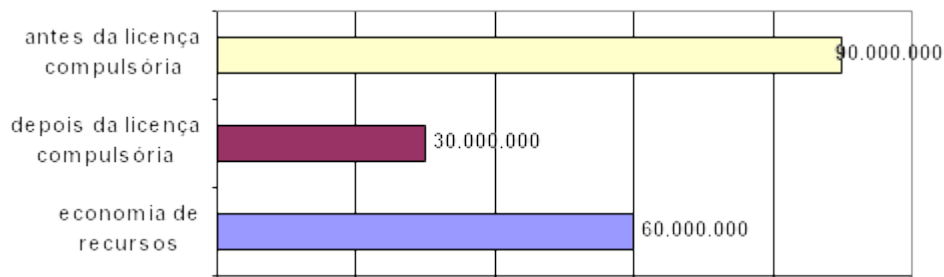 antes da licença
compulsória
90.000.000
depois da licença
compulsória
30.000.000
economia de
recursos
60.000.000